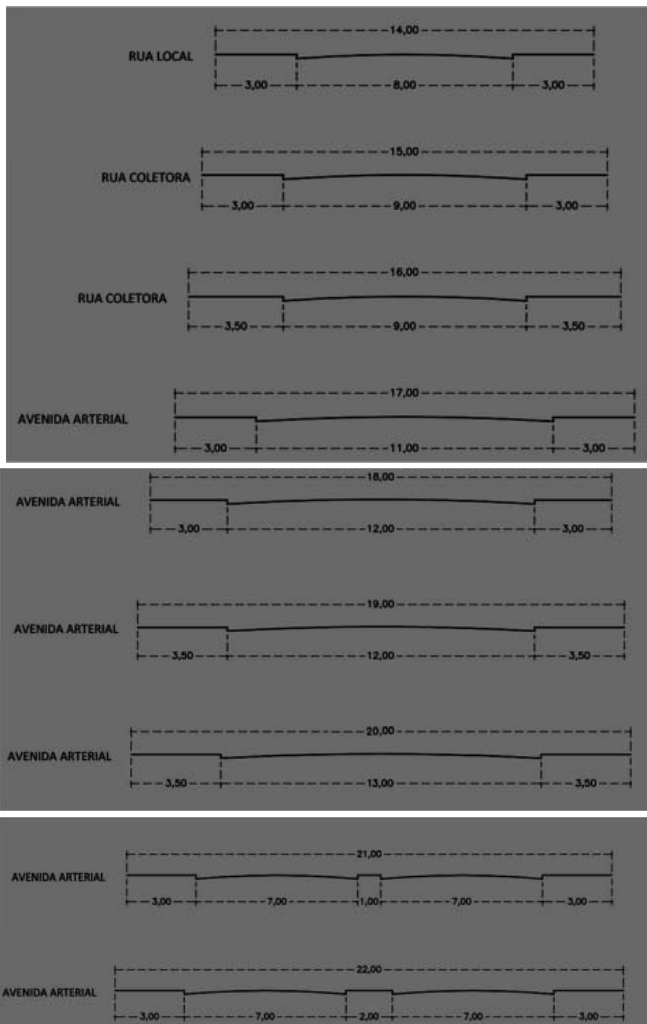 14,00
RUA LOCAL
3,00 8,00 3,00
15,00
RUA COLETORA
3,00 9,00 3,00
16,00
RUA COLETORA
3,50 9,00 3,50
17,00
AVENIDA ARTERIAL
3,00 11,00 3,00
18,00
AVENIDA ARTERIAL
3,00 12,00 3,00
19,00
AVENIDA ARTERIAL
3,50 12,00 3,50
20,00
AVENIDA ARTERIAL
3,50 13,00 3,50
21,00
AVENIDA ARTERIAL
3,00 7,00 1,00 7,00 3,00
22,00
AVENIDA ARTERIAL
3,00 7,00 2,00 7,00 3,00